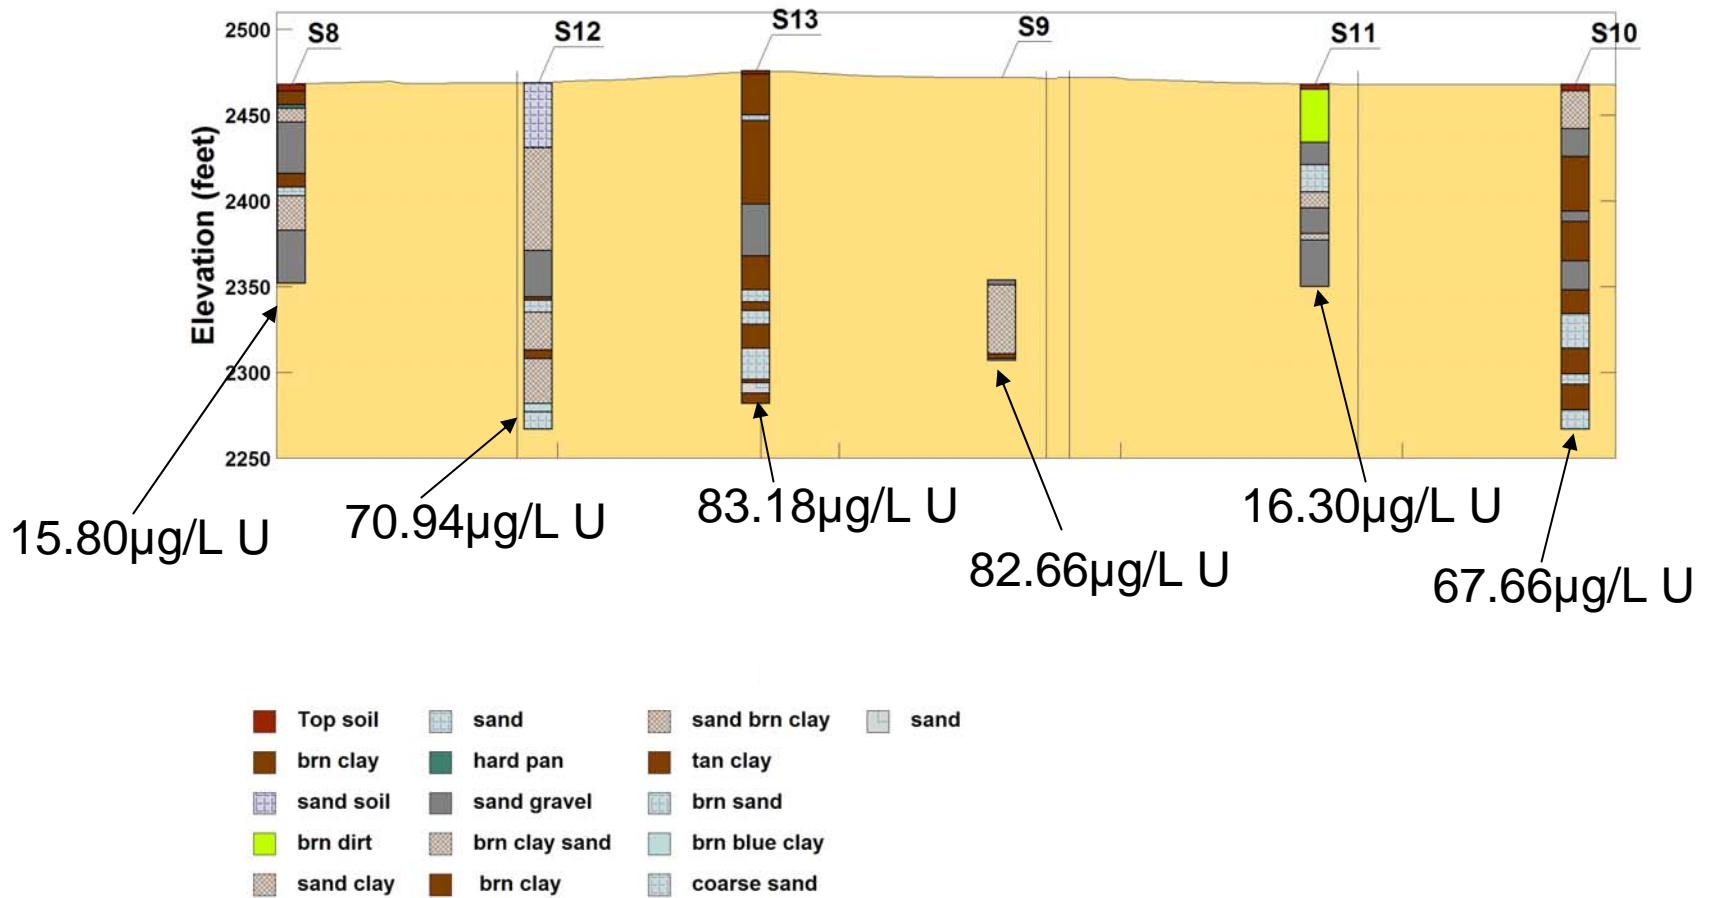 S8 S12 S13 S9 S11 S10
2500
2450
2400
2350
2300
2250
Elevation (feet)
15.80µg/L U
70.94µg/L U
83.18µg/L U
82.66µg/L U
16.30µg/L U
67.66µg/L U
Top soil sand sand brn clay sand
brn clay hard pan tan clay
sand soil sand gravel brn sand
brn dirt brn clay sand brn blue clay
sand clay brn clay coarse sand